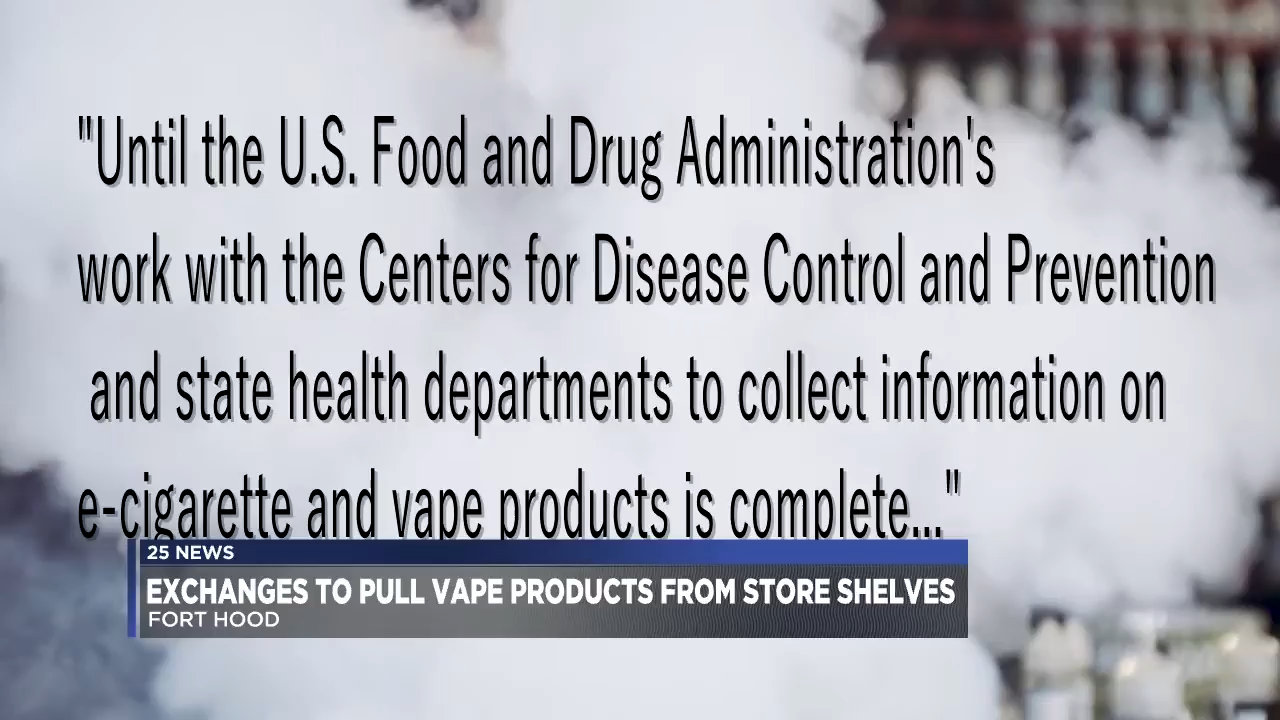 "Until the U.S. Food and Drug Administration's
work with the Centers for Disease Control and Prevention
and state health departments to collect information on
e-cigarette and vape products is complete..."
25 NEWS
EXCHANGES TO PULL VAPE PRODUCTS FROM STORE SHELVES
FORT HOOD